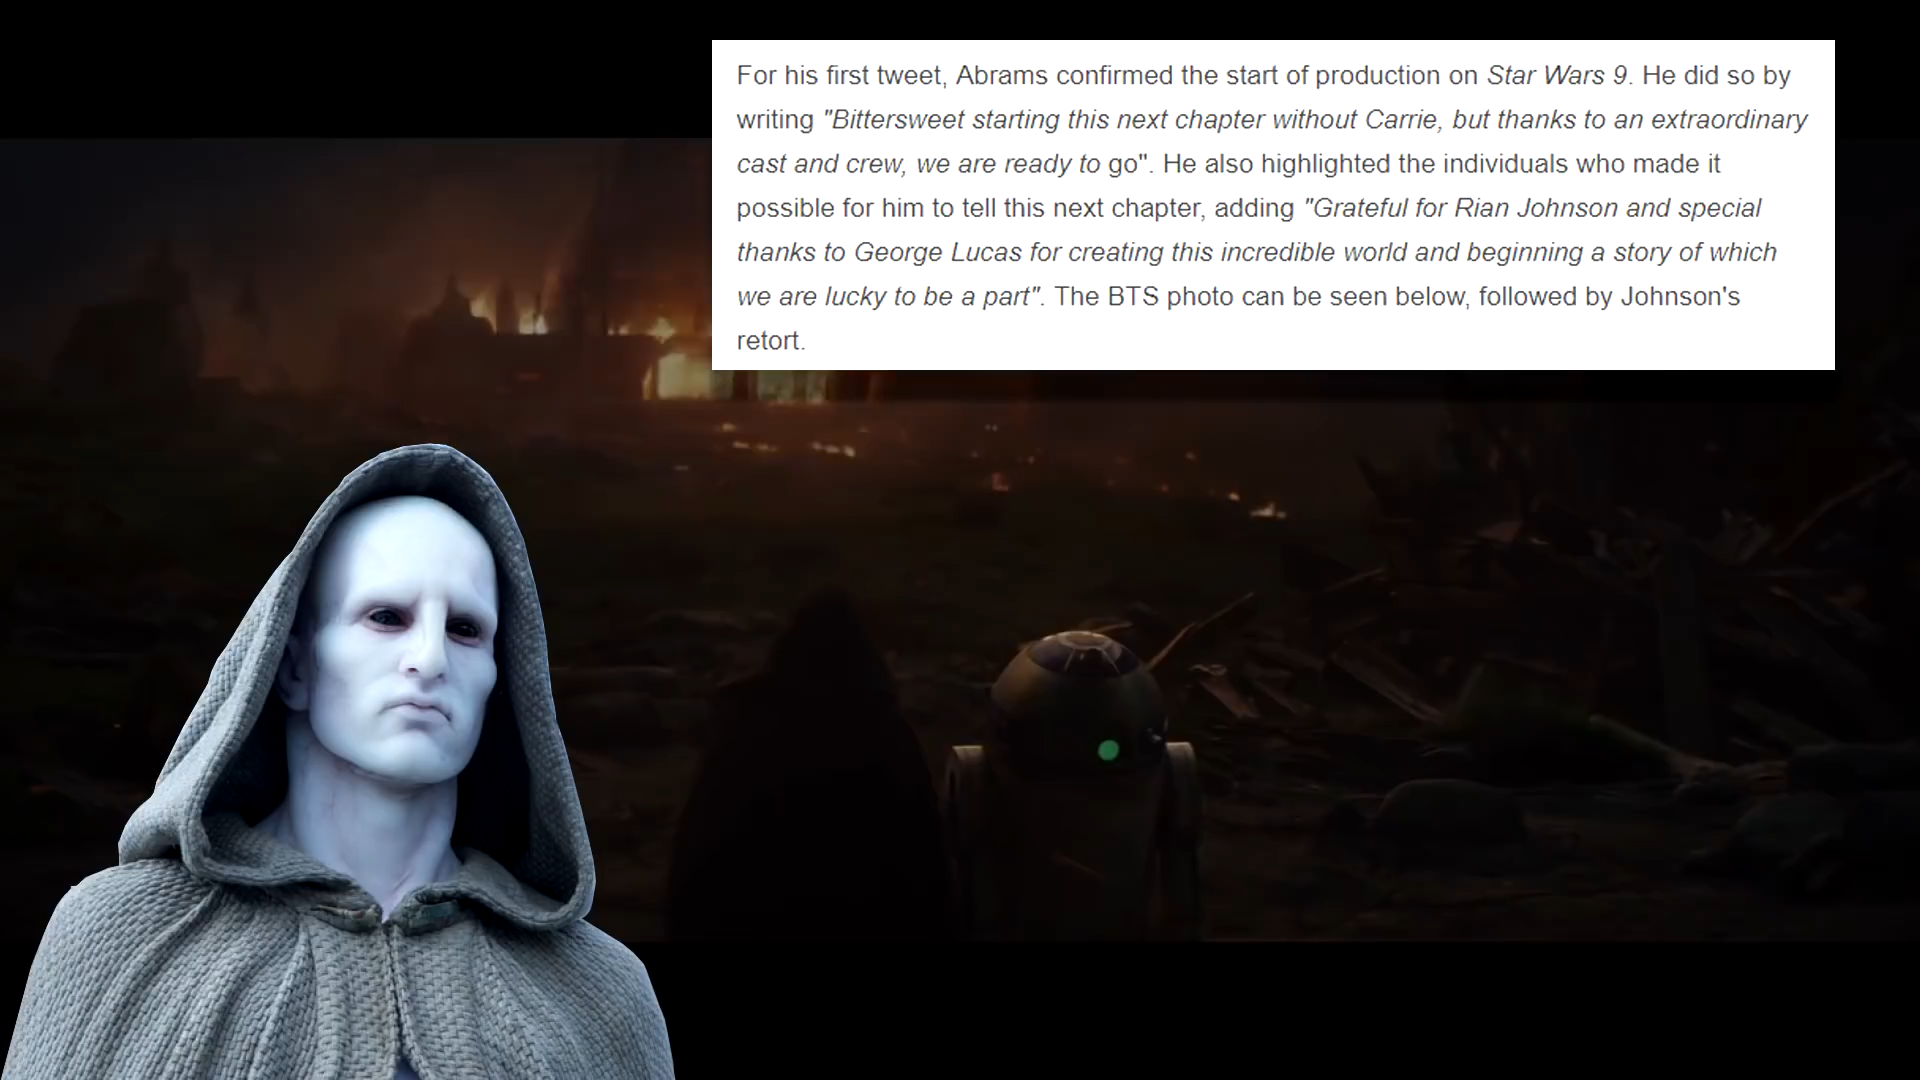 For his first tweet, Abrams confirmed the start of production on Star Wars 9. He did so by
writing "Bittersweet starting this next chapter without Carrie, but thanks to an extraordinary
cast and crew, we are ready to go". He also highlighted the individuals who made it
possible for him to tell this next chapter, adding "Grateful for Rian Johnson and special
thanks to George Lucas for creating this incredible world and beginning a story of which
we are lucky to be a part". The BTS photo can be seen below, followed by Johnson's
retort.